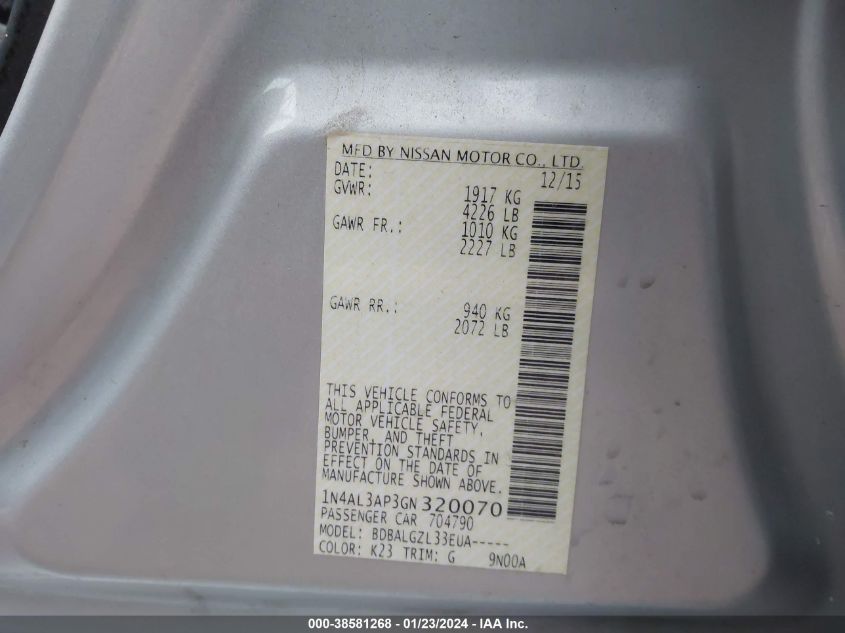 MFD BY NISSAN MOTOR CO., LTD.
DATE: 12/15
GVWR: 1917 KG
4226 LB
GAWR FR.: 1010 KG
2227 LB
GAWR RR.: 940 KG
2072 LB
THIS VEHICLE CONFORMS TO
ALL APPLICABLE FEDERAL
MOTOR VEHICLE SAFETY,
BUMPER, AND THEFT
PREVENTION STANDARDS IN
EFFECT ON THE DATE OF
MANUFACTURE SHOWN ABOVE.
1N4AL3AP3GN320070
PASSENGER CAR 704790
MODEL: BDBALGZL33EUA-----
COLOR: K23 TRIM: G 9N00A
000-38581268 - 01/23/2024 - IAA Inc.